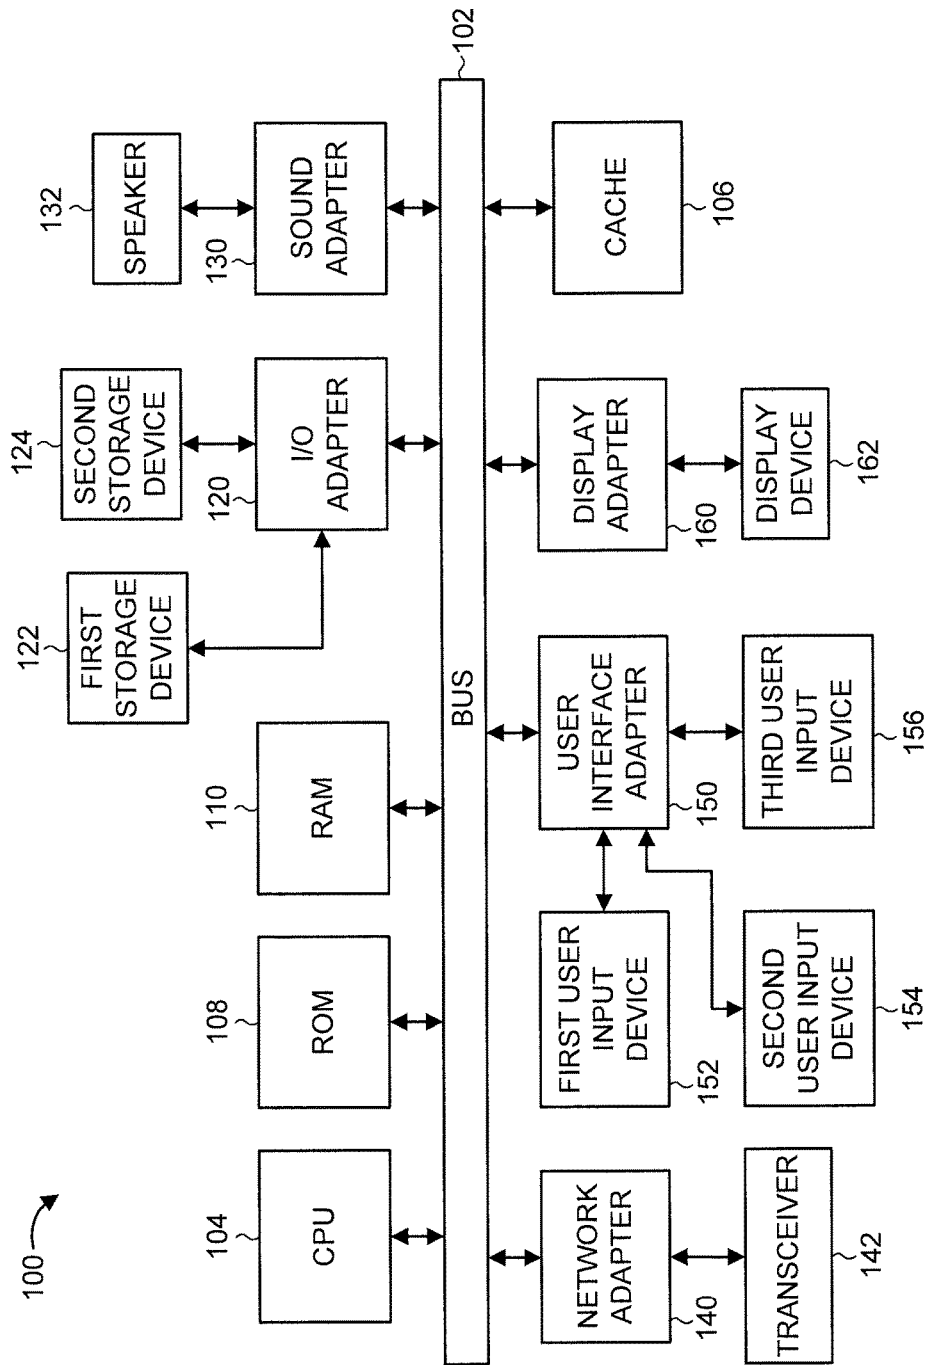 100
104
CPU
108
ROM
110
RAM
122
FIRST
STORAGE
DEVICE
124
SECOND
STORAGE
DEVICE
120
I/O
ADAPTER
132
SPEAKER
130
SOUND
ADAPTER
BUS
102
NETWORK
ADAPTER
140
TRANSCEIVER
142
FIRST USER
INPUT
DEVICE
152
SECOND
USER INPUT
DEVICE
154
USER
INTERFACE
ADAPTER
150
THIRD USER
INPUT
DEVICE
156
DISPLAY
ADAPTER
160
DISPLAY
DEVICE
162
CACHE
106